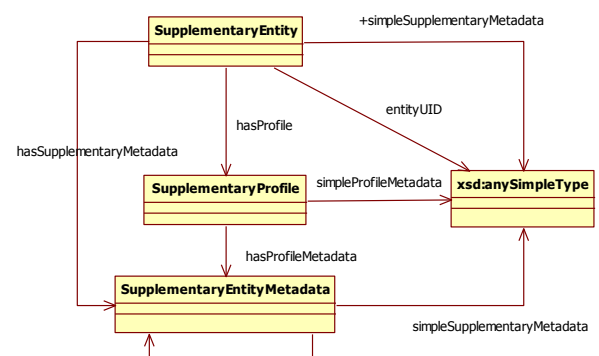 +simpleSupplementaryMetadata
SupplementaryEntity
entityUID
hasProfile
hasSupplementaryMetadata
SupplementaryProfile
simpleProfileMetadata
xsd:anySimpleType
hasProfileMetadata
SupplementaryEntityMetadata
simpleSupplementaryMetadata